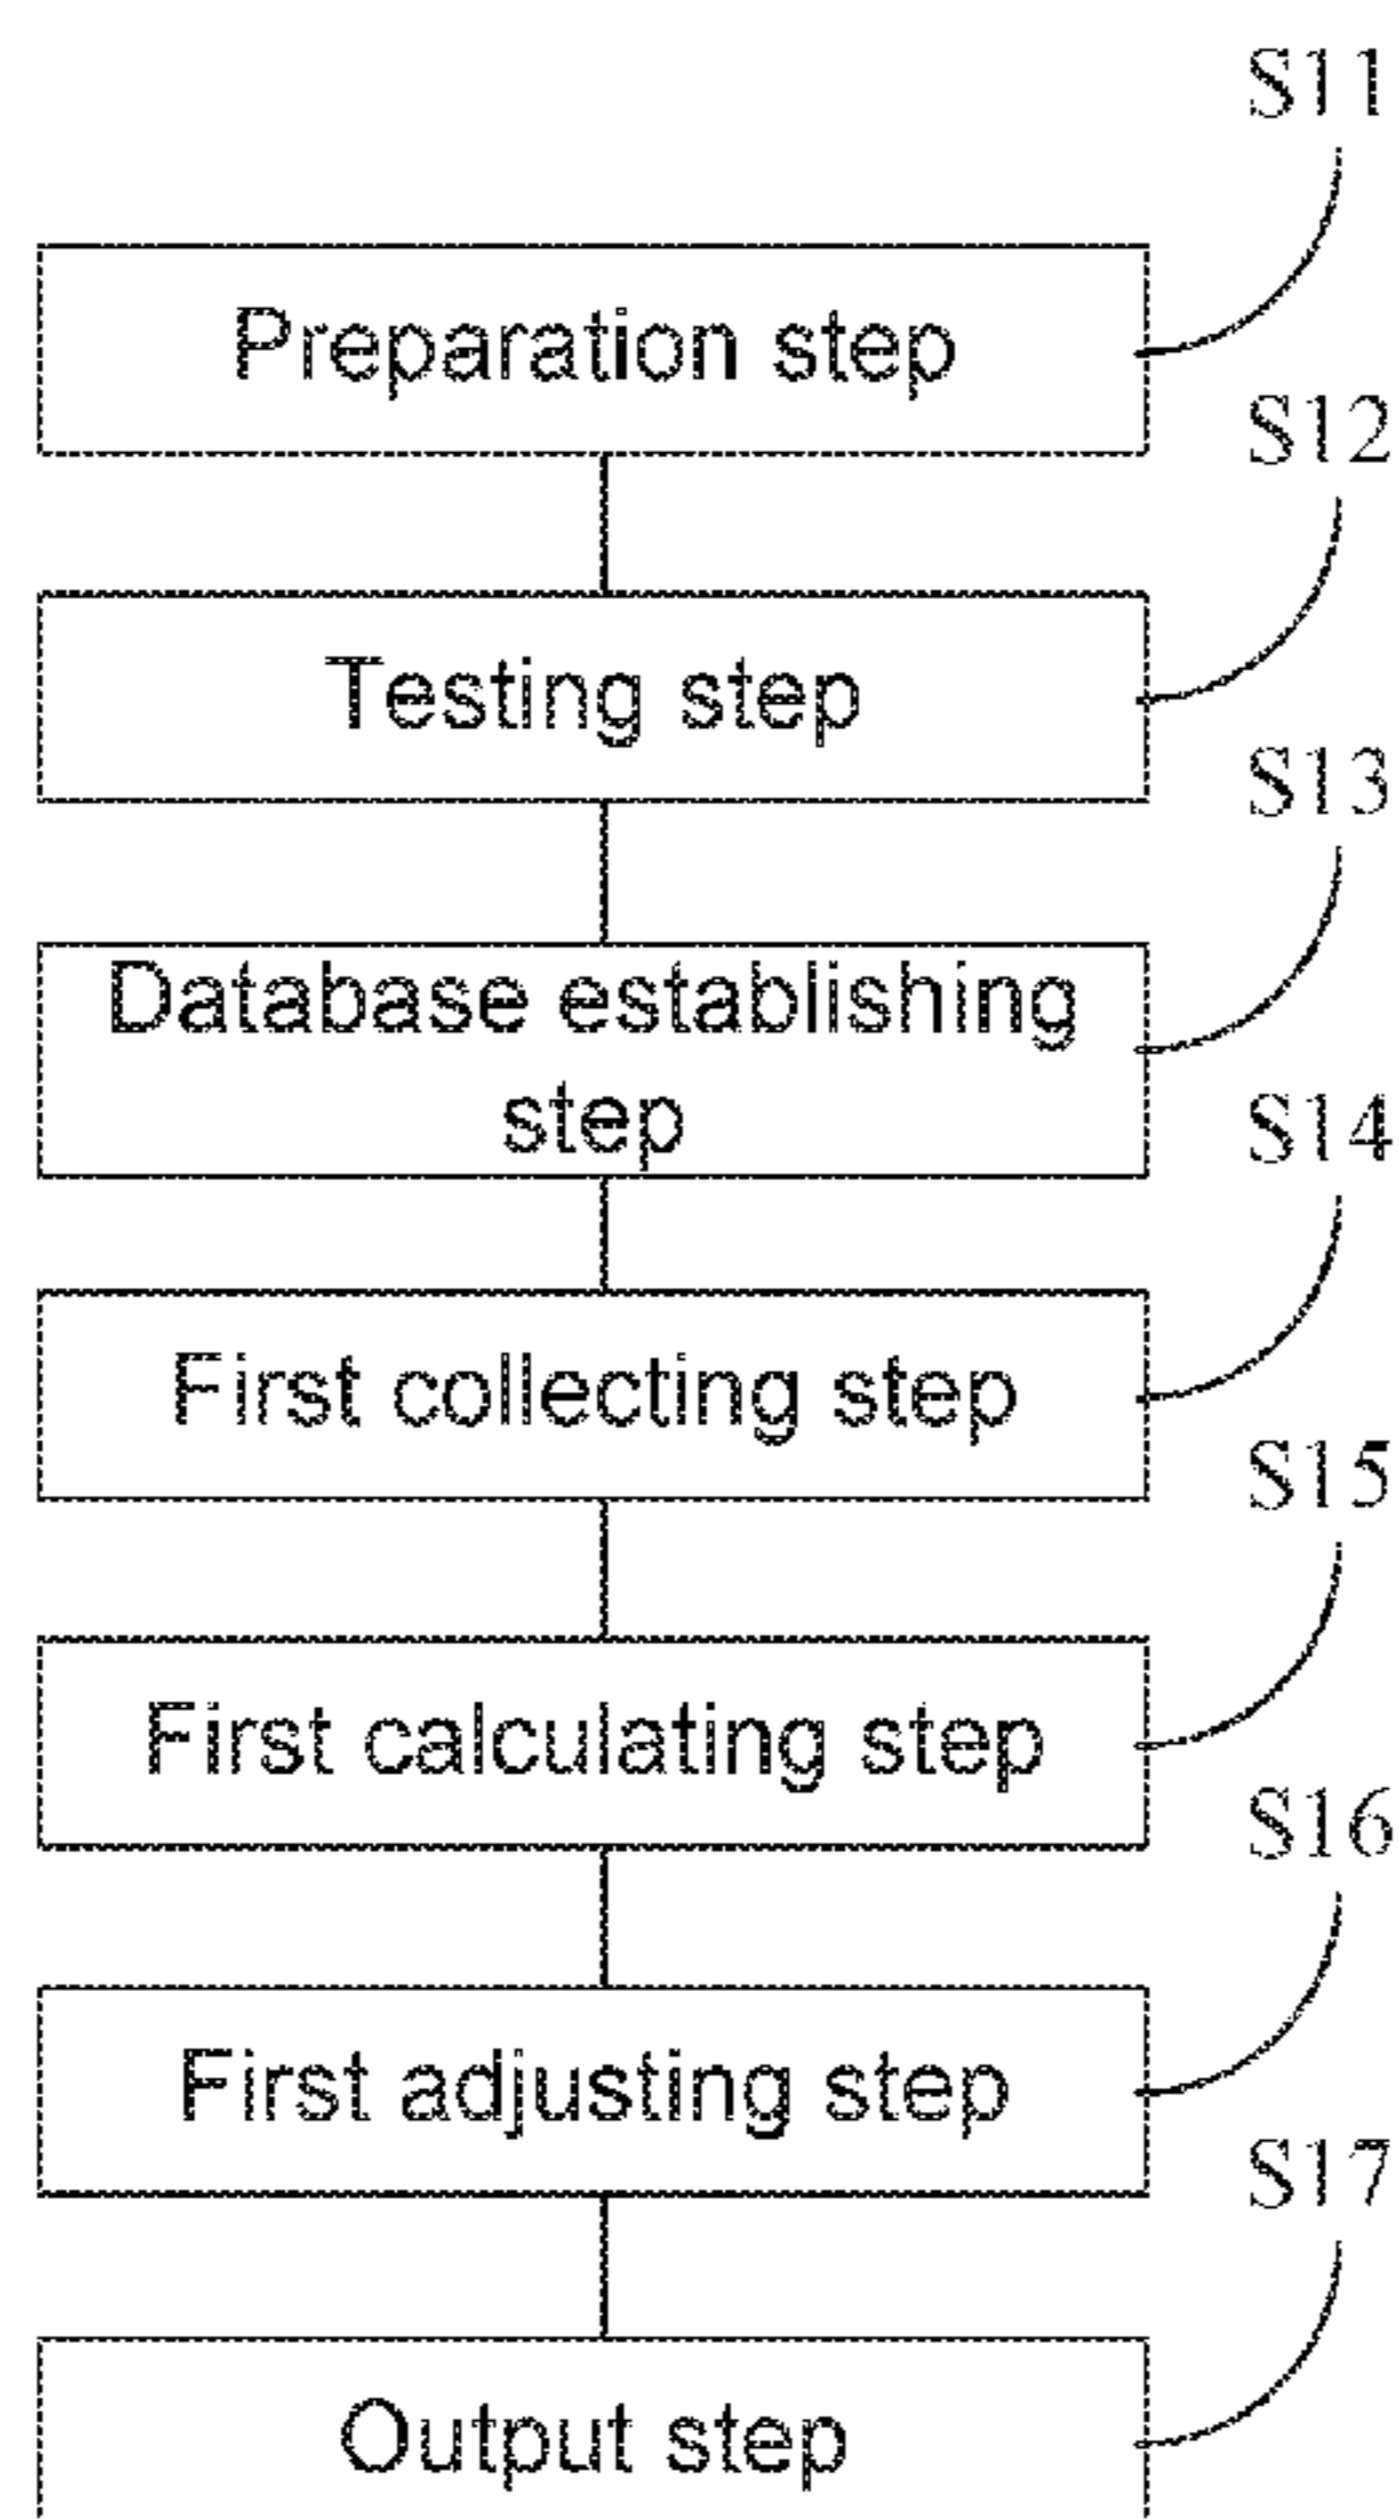 S11
Preparation step
S12
Testing step
S13
Database establishing
step
S14
First collecting step
S15
First calculating step
S16
First adjusting step
S17
Output step